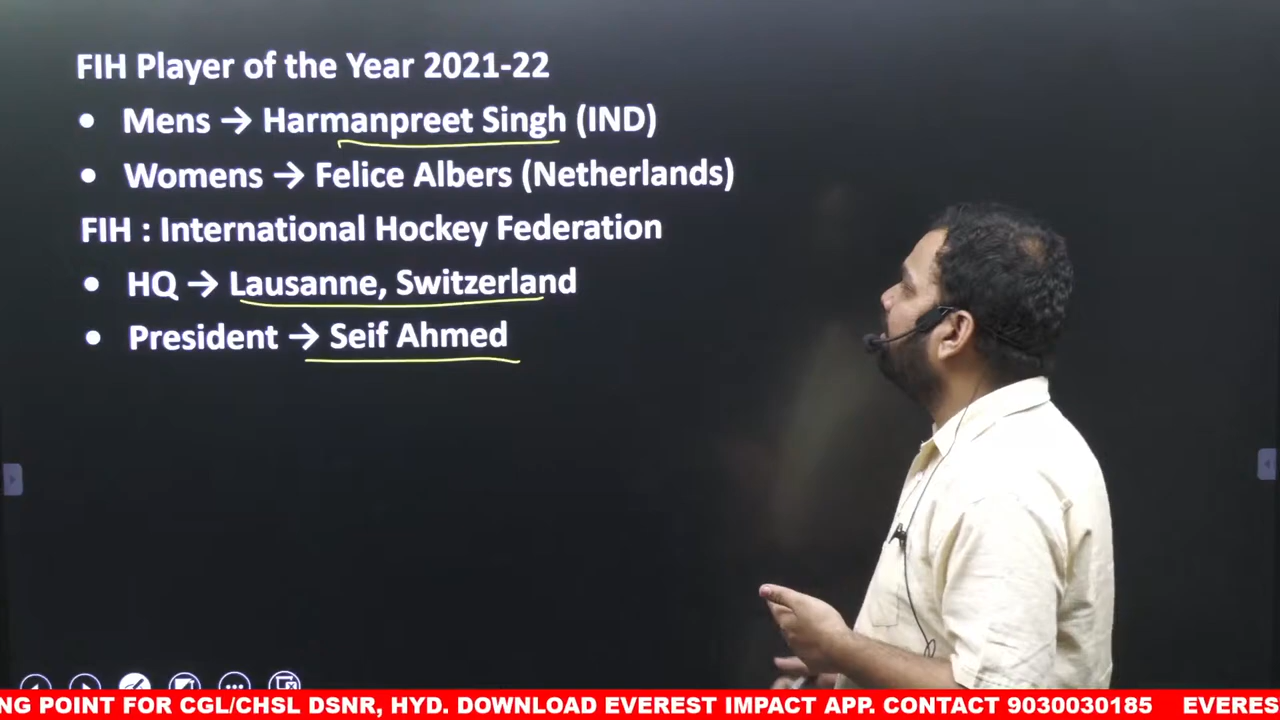 FIH Player of the Year 2021-22
• Mens → Harmanpreet Singh (IND)
• Womens → Felice Albers (Netherlands)
FIH : International Hockey Federation
• HQ → Lausanne, Switzerland
• President → Seif Ahmed
NG POINT FOR CGL/CHSL DSNR, HYD. DOWNLOAD EVEREST IMPACT APP. CONTACT 9030030185 EVERES